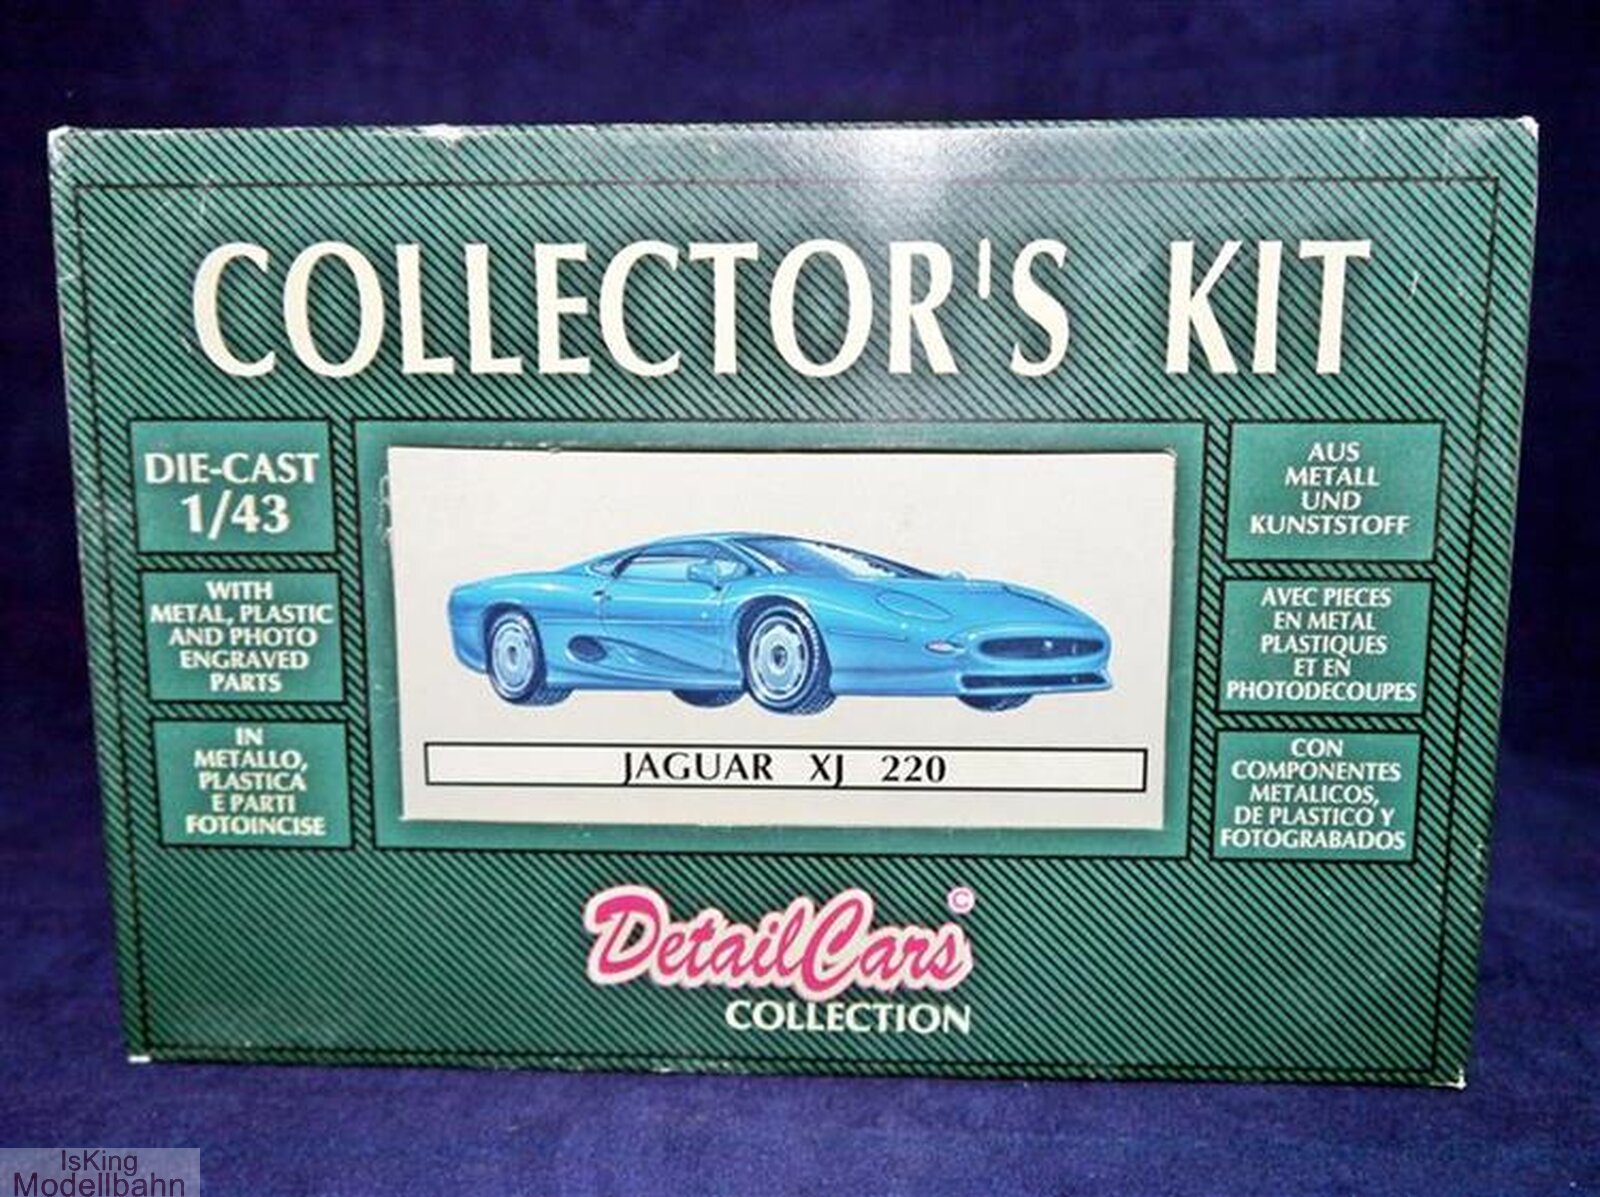 COLLECTOR'S KIT
DIE-CAST
1/43
WITH
METAL, PLASTIC
AND PHOTO
ENGRAVED
PARTS
IN
METALLO,
PLASTICA
E PARTI
FOTOINCISE
JAGUAR XJ 220
AUS
METALL
UND
KUNSTSTOFF
AVEC PIECES
EN METAL
PLASTIQUES
ET EN
PHOTODECOUPES
CON
COMPONENTES
METALICOS,
DE PLASTICO Y
FOTOGRABADOS
DetailCars ©
COLLECTION
IsKing
Modellbahn